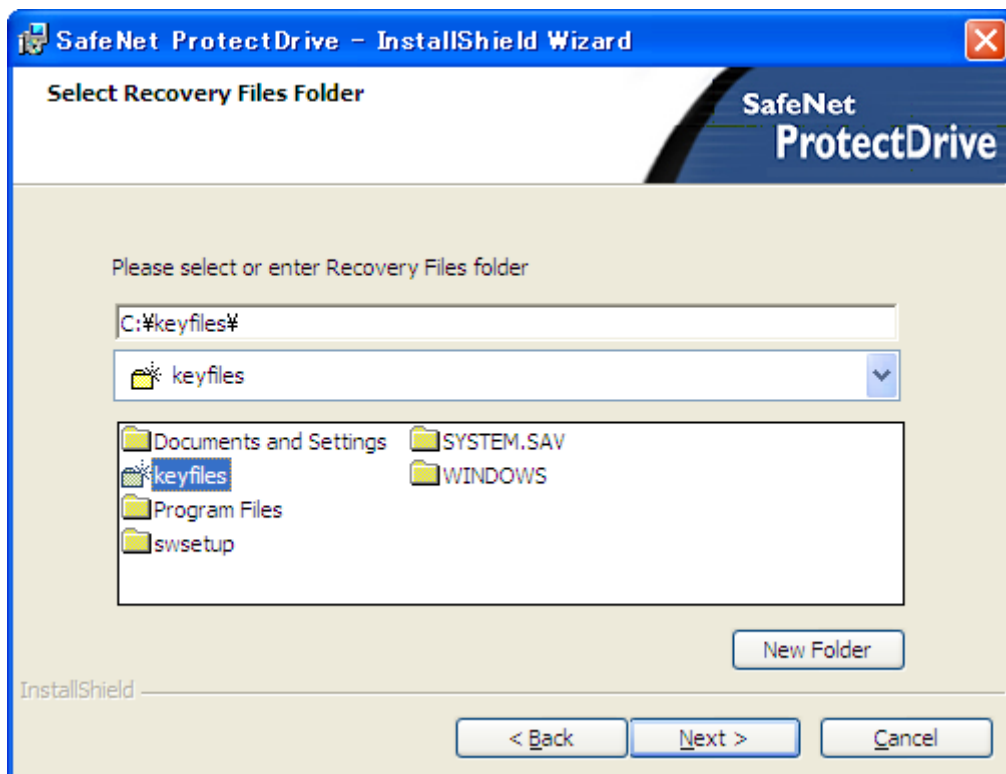 SafeNet ProtectDrive - InstallShield Wizard
Select Recovery Files Folder
SafeNet
ProtectDrive
Please select or enter Recovery Files folder
C:¥keyfiles¥
keyfiles
Documents and Settings SYSTEM.SAV
keyfiles WINDOWS
Program Files
swsetup
New Folder
InstallShield
< Back Next > Cancel